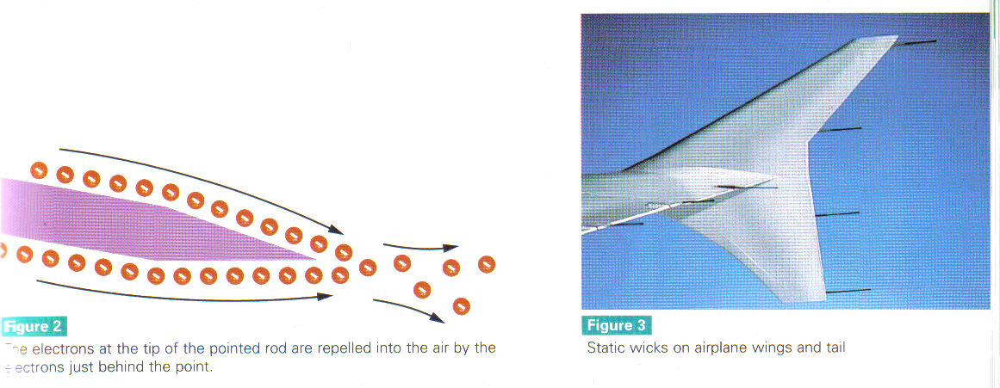 Figure 2
The electrons at the tip of the pointed rod are repelled into the air by the
electrons just behind the point.
Figure 3
Static wicks on airplane wings and tail